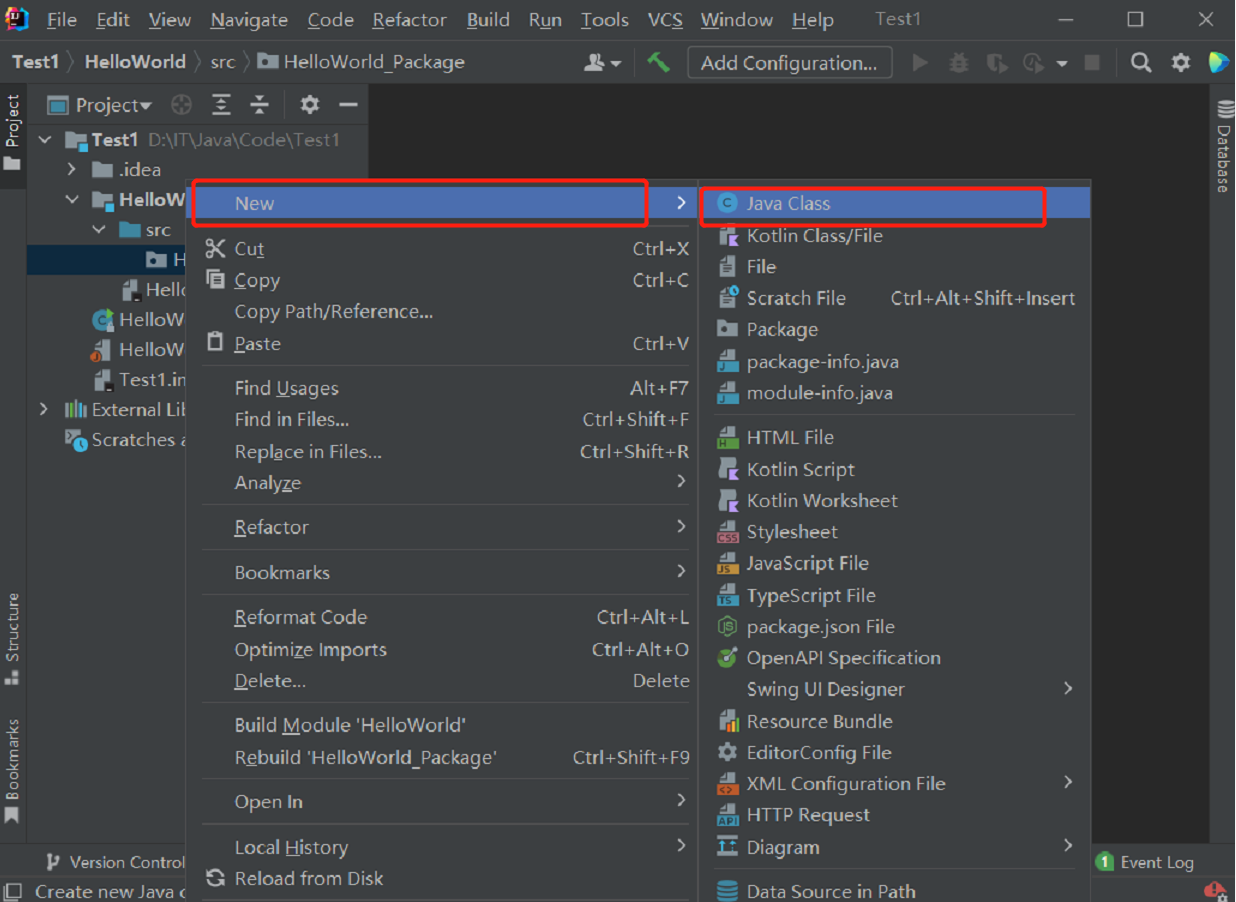 File Edit View Navigate Code Refactor Build Run Tools VCS Window Help Test1
Test1 HelloWorld src HelloWorld_Package Add Configuration...
Project
Project
Database
Test1 D:\IT\Java\Code\Test1
.idea
HelloW
src
H
Hello
HelloW
HelloW
Test1.in
External Lib
Scratches a
New
Cut Ctrl+X
Copy Ctrl+C
Copy Path/Reference...
Paste Ctrl+V
Find Usages Alt+F7
Find in Files... Ctrl+Shift+F
Replace in Files... Ctrl+Shift+R
Analyze
Refactor
Bookmarks
Reformat Code Ctrl+Alt+L
Optimize Imports Ctrl+Alt+O
Delete... Delete
Build Module 'HelloWorld'
Rebuild 'HelloWorld_Package' Ctrl+Shift+F9
Open In
Local History
Reload from Disk
Java Class
Kotlin Class/File
File
Scratch File Ctrl+Alt+Shift+Insert
Package
package-info.java
module-info.java
HTML File
Kotlin Script
Kotlin Worksheet
Stylesheet
JavaScript File
TypeScript File
package.json File
OpenAPI Specification
Swing UI Designer
Resource Bundle
EditorConfig File
XML Configuration File
HTTP Request
Diagram
Data Source in Path
Structure
Bookmarks
Version Control
1 Event Log
Create new Java c